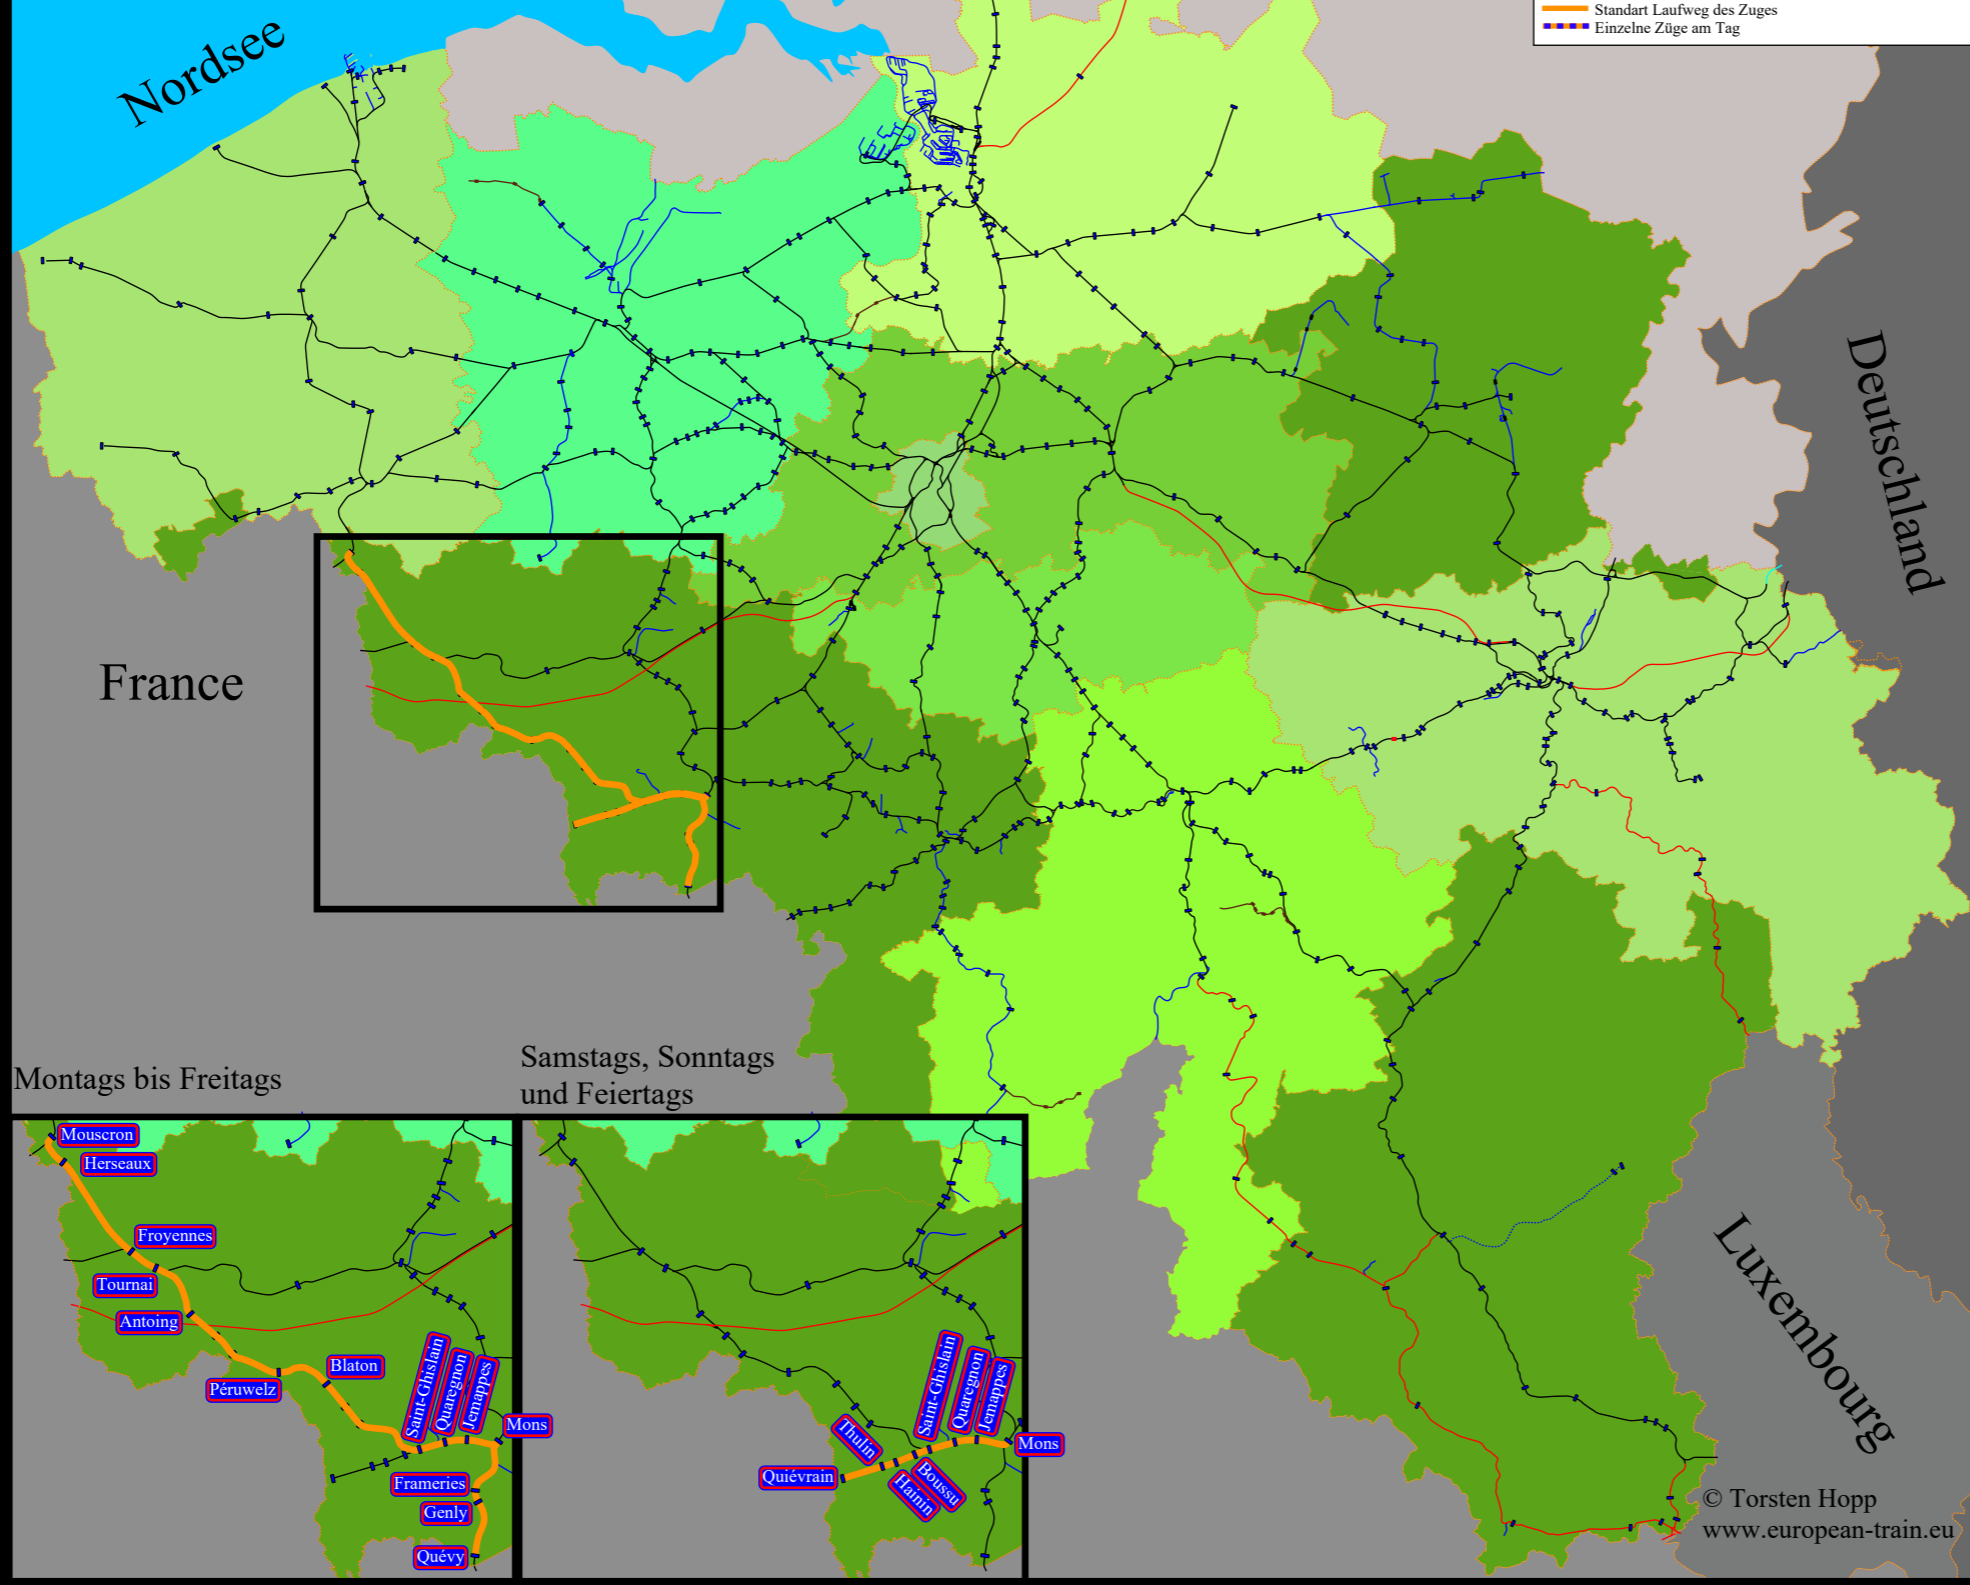 Standart Laufweg des Zuges
Einzelne Züge am Tag
Nordsee
Deutschland
France
Luxembourg
Montags bis Freitags
Samstags, Sonntags
und Feiertags
Mouscron
Herseaux
Froyennes
Tournai
Antoing
Péruwelz
Blaton
Saint-Ghislain
Quaregnon
Jemappes
Mons
Frameries
Genly
Quévy
Saint-Ghislain
Quaregnon
Jemappes
Mons
Thulin
Quiévrain
Boussu
Hainin
© Torsten Hopp
www.european-train.eu